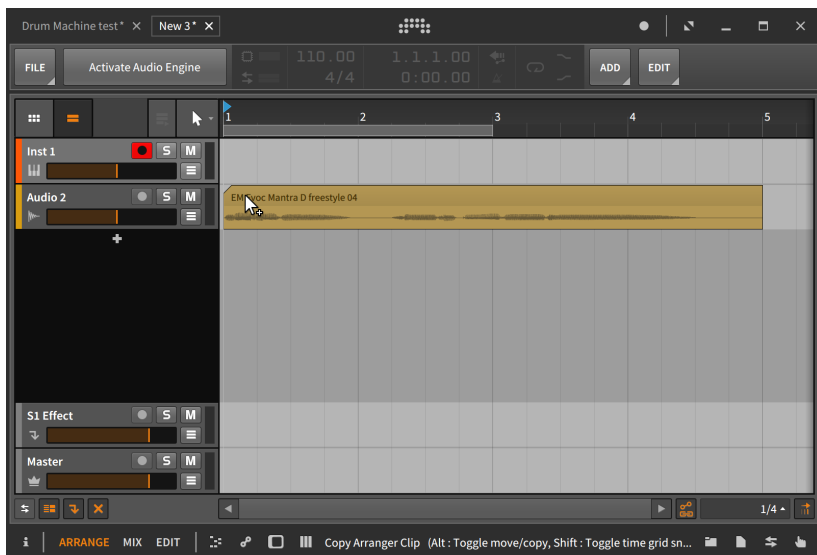 Drum Machine test* New 3*
FILE Activate Audio Engine 110.00 1.1.1.00 ADD EDIT
4/4 0:00.00
1 2 3 4 5
Inst 1 S M
Audio 2 S M
EM voc Mantra D freestyle 04
S1 Effect S M
Master S M
1/4
i ARRANGE MIX EDIT Copy Arranger Clip (Alt : Toggle move/copy, Shift : Toggle time grid sn...